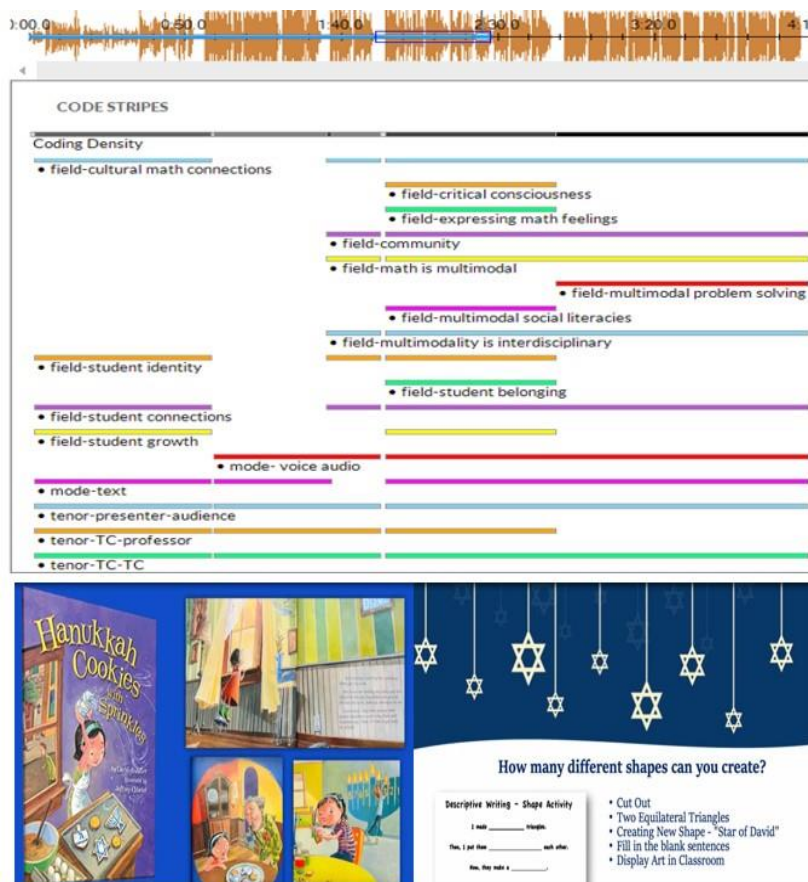 0:00.0 0:50.0 1:40.0 2:30.0 3:20.0 4:1
CODE STRIPES
Coding Density
• field-cultural math connections
• field-critical consciousness
• field-expressing math feelings
• field-community
• field-math is multimodal
• field-multimodal problem solving
• field-multimodal social literacies
• field-multimodality is interdisciplinary
• field-student identity
• field-student belonging
• field-student connections
• field-student growth
• mode- voice audio
• mode-text
• tenor-presenter-audience
• tenor-TC-professor
• tenor-TC-TC
Hanukkah
Cookies
with
Sprinkles
How many different shapes can you create?
Descriptive Writing - Shape Activity
I made ________ triangles.
Then, I put them ____________ each other.
Now, they make a __________.
• Cut Out
• Two Equilateral Triangles
• Creating New Shape - "Star of David"
• Fill in the blank sentences
• Display Art in Classroom